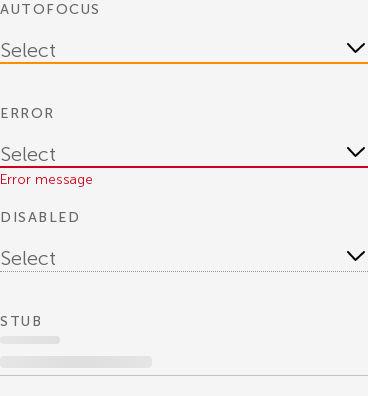 AUTOFOCUS
Select
ERROR
Select
Error message
DISABLED
Select
STUB